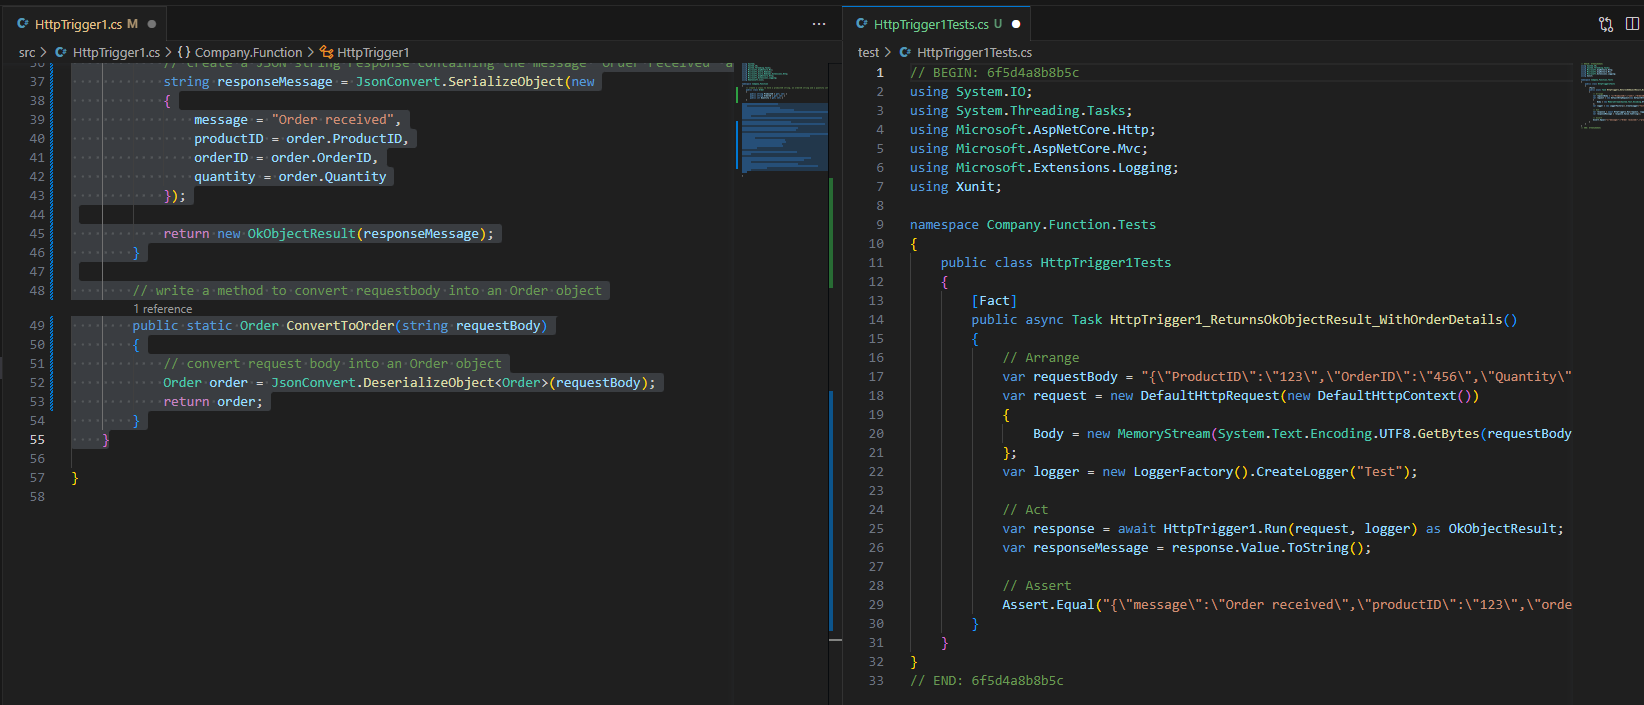 HttpTrigger1.cs M
src > HttpTrigger1.cs > {} Company.Function > HttpTrigger1
36 // create a JSON string response containing the message "Order received" a
37 string responseMessage = JsonConvert.SerializeObject(new
38 {
39 message = "Order received",
40 productID = order.ProductID,
41 orderID = order.OrderID,
42 quantity = order.Quantity
43 });
44
45 return new OkObjectResult(responseMessage);
46 }
47
48 // write a method to convert requestbody into an Order object
1 reference
49 public static Order ConvertToOrder(string requestBody)
50 {
51 // convert request body into an Order object
52 Order order = JsonConvert.DeserializeObject<Order>(requestBody);
53 return order;
54 }
55 }
56
57 }
58
HttpTrigger1Tests.cs U
test > HttpTrigger1Tests.cs
1 // BEGIN: 6f5d4a8b8b5c
2 using System.IO;
3 using System.Threading.Tasks;
4 using Microsoft.AspNetCore.Http;
5 using Microsoft.AspNetCore.Mvc;
6 using Microsoft.Extensions.Logging;
7 using Xunit;
8
9 namespace Company.Function.Tests
10 {
11 public class HttpTrigger1Tests
12 {
13 [Fact]
14 public async Task HttpTrigger1_ReturnsOkObjectResult_WithOrderDetails()
15 {
16 // Arrange
17 var requestBody = "{\"ProductID\":\"123\",\"OrderID\":\"456\",\"Quantity\"
18 var request = new DefaultHttpRequest(new DefaultHttpContext())
19 {
20 Body = new MemoryStream(System.Text.Encoding.UTF8.GetBytes(requestBody
21 };
22 var logger = new LoggerFactory().CreateLogger("Test");
23
24 // Act
25 var response = await HttpTrigger1.Run(request, logger) as OkObjectResult;
26 var responseMessage = response.Value.ToString();
27
28 // Assert
29 Assert.Equal("{\"message\":\"Order received\",\"productID\":\"123\",\"orde
30 }
31 }
32 }
33 // END: 6f5d4a8b8b5c